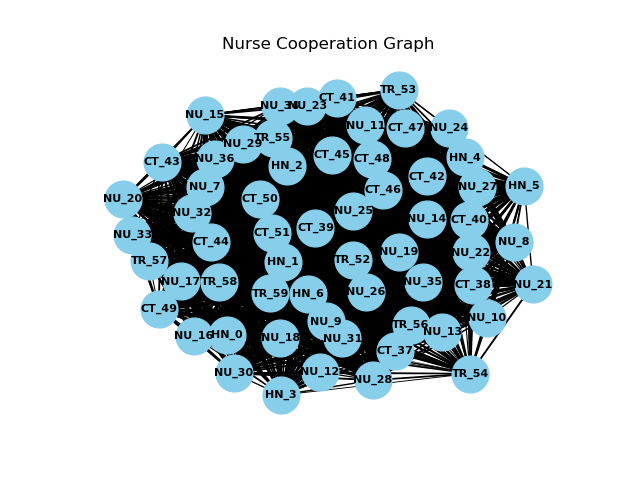 Nurse Cooperation Graph
TR_53
CT_41
NU_34
NU_23
NU_15
NU_11
CT_47
NU_24
TR_55
NU_29
CT_45
HN_4
NU_36
CT_48
CT_43
HN_2
CT_42
NU_7
NU_27
HN_5
CT_46
NU_20
CT_50
NU_32
NU_25
NU_14
CT_40
CT_39
CT_51
NU_33
CT_44
NU_8
NU_19
NU_22
TR_57
HN_1
TR_52
NU_17
TR_58
NU_35
CT_38
NU_21
TR_59
HN_6
NU_26
CT_49
NU_10
NU_9
TR_56
NU_13
NU_16
HN_0
NU_18
NU_31
CT_37
NU_30
NU_12
NU_28
TR_54
HN_3